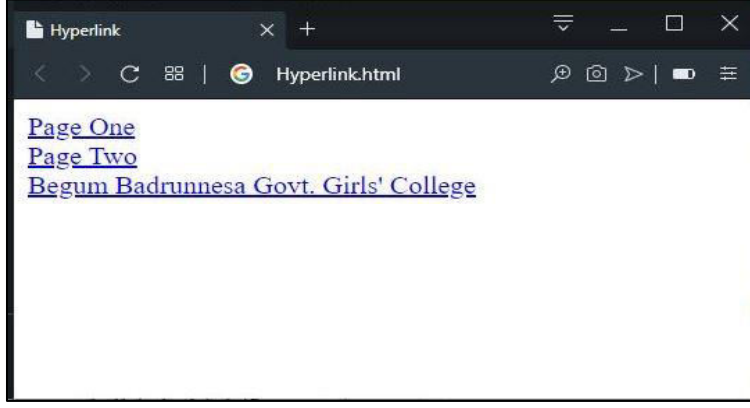 Hyperlink
Hyperlink.html
Page One
Page Two
Begum Badrunnesa Govt. Girls' College